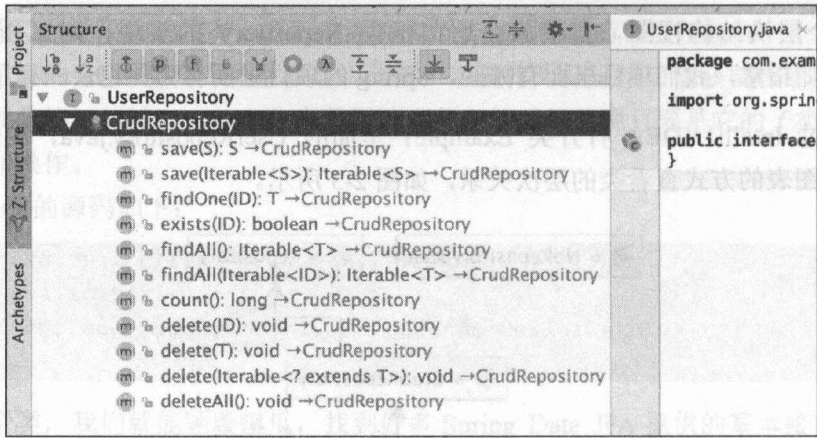 Structure
UserRepository.java ×
Project
Z: Structure
Archetypes
UserRepository
CrudRepository
save(S): S →CrudRepository
save(Iterable<S>): Iterable<S> →CrudRepository
findOne(ID): T →CrudRepository
exists(ID): boolean →CrudRepository
findAll(): Iterable<T> →CrudRepository
findAll(Iterable<ID>): Iterable<T> →CrudRepository
count(): long →CrudRepository
delete(ID): void →CrudRepository
delete(T): void →CrudRepository
delete(Iterable<? extends T>): void →CrudRepository
deleteAll(): void →CrudRepository
package com.exam
import org.sprin
public interface
}